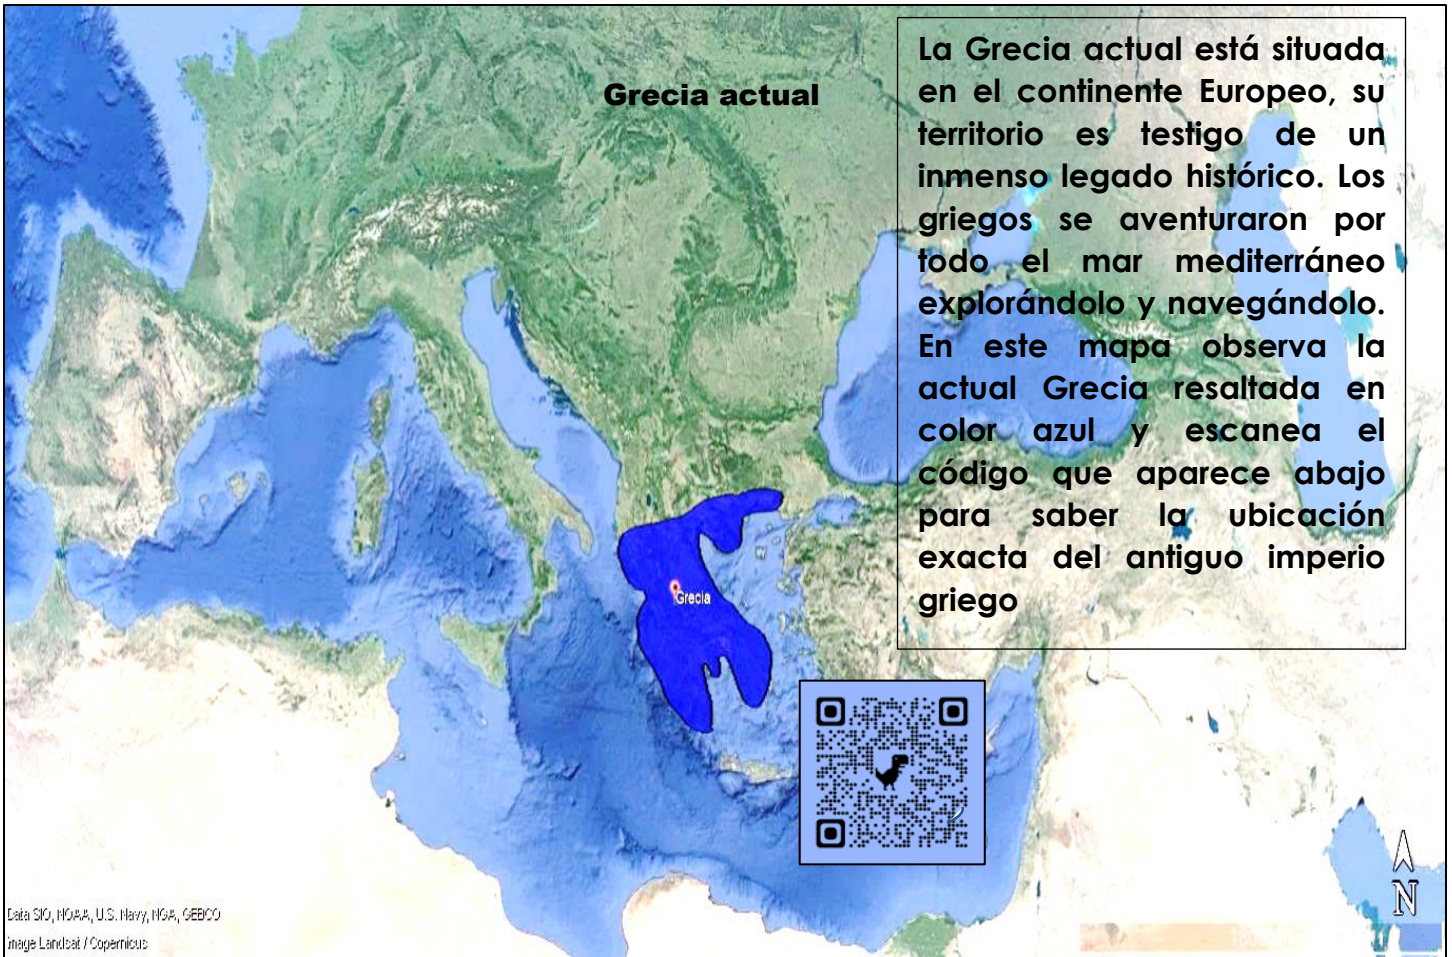 Grecia actual
La Grecia actual está situada
en el continente Europeo, su
territorio es testigo de un
inmenso legado histórico. Los
griegos se aventuraron por
todo el mar mediterráneo
explorándolo y navegándolo.
En este mapa observa la
actual Grecia resaltada en
color azul y escanea el
código que aparece abajo
para saber la ubicación
exacta del antiguo imperio
griego
Grecia
N
Data SIO, NOAA, U.S. Navy, NGA, GEBCO
Image Landsat / Copernicus